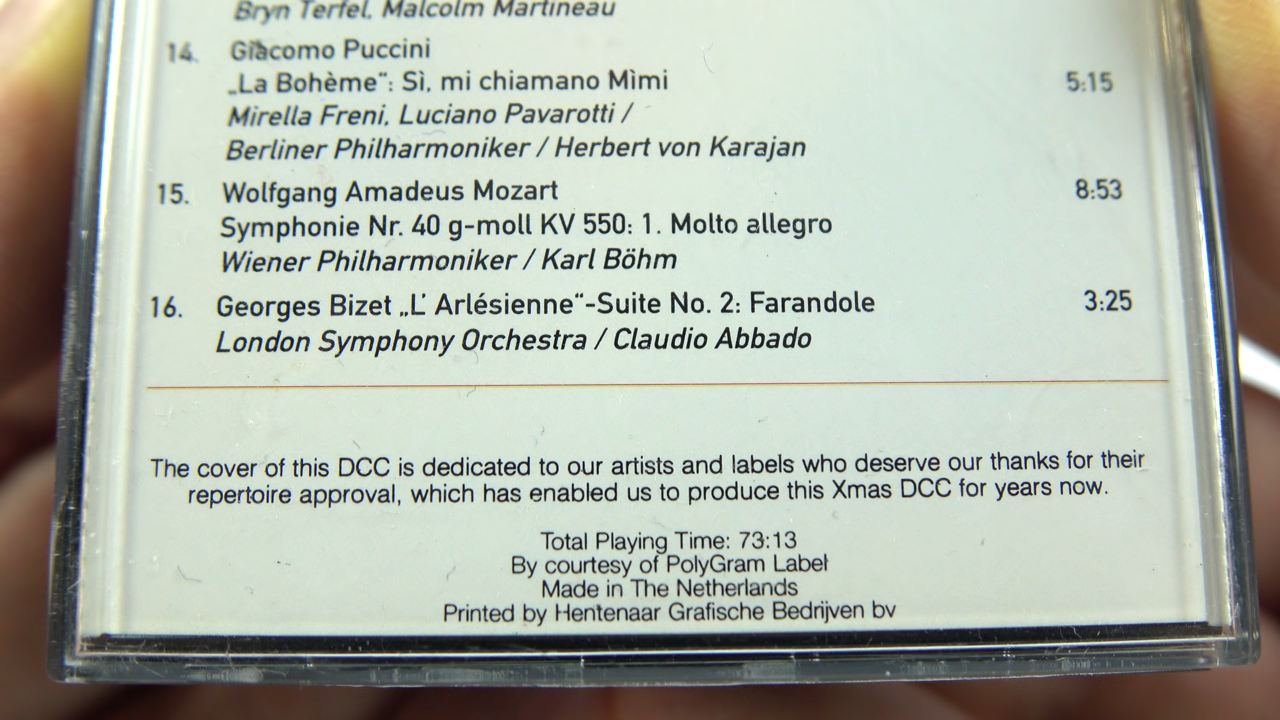 Bryn Terfel, Malcolm Martineau
14. Giacomo Puccini
„La Bohème“: Sì, mi chiamano Mìmi 5:15
Mirella Freni, Luciano Pavarotti /
Berliner Philharmoniker / Herbert von Karajan
15. Wolfgang Amadeus Mozart 8:53
Symphonie Nr. 40 g-moll KV 550: 1. Molto allegro
Wiener Philharmoniker / Karl Böhm
16. Georges Bizet „L’ Arlésienne“-Suite No. 2: Farandole 3:25
London Symphony Orchestra / Claudio Abbado
The cover of this DCC is dedicated to our artists and labels who deserve our thanks for their
repertoire approval, which has enabled us to produce this Xmas DCC for years now.
Total Playing Time: 73:13
By courtesy of PolyGram Label
Made in The Netherlands
Printed by Hentenaar Grafische Bedrijven bv